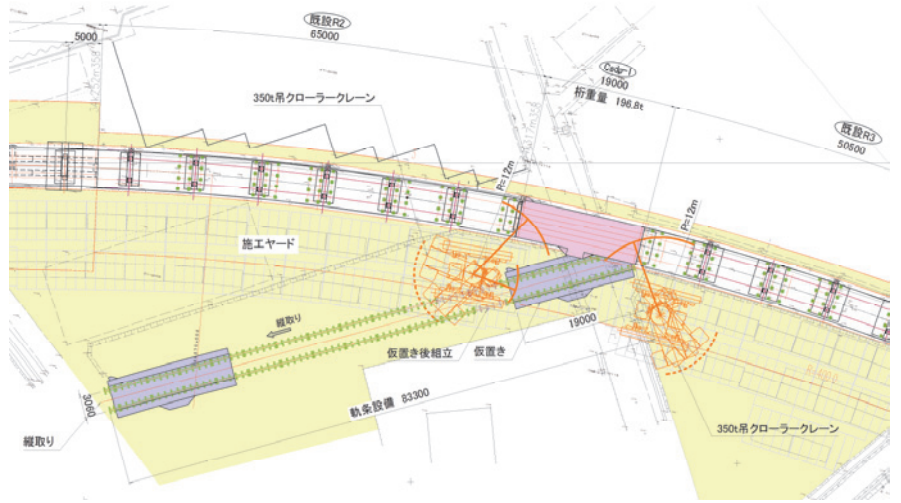 既設R2
65000
5000
Cedg-1
19000
桁重量 196.8t
350t吊クローラークレーン
既設R3
50500
R=12m
R=12m
施工ヤード
縦取り
19000
仮置き後組立
仮置き
軌条設備 83300
3060
縦取り
350t吊クローラークレーン